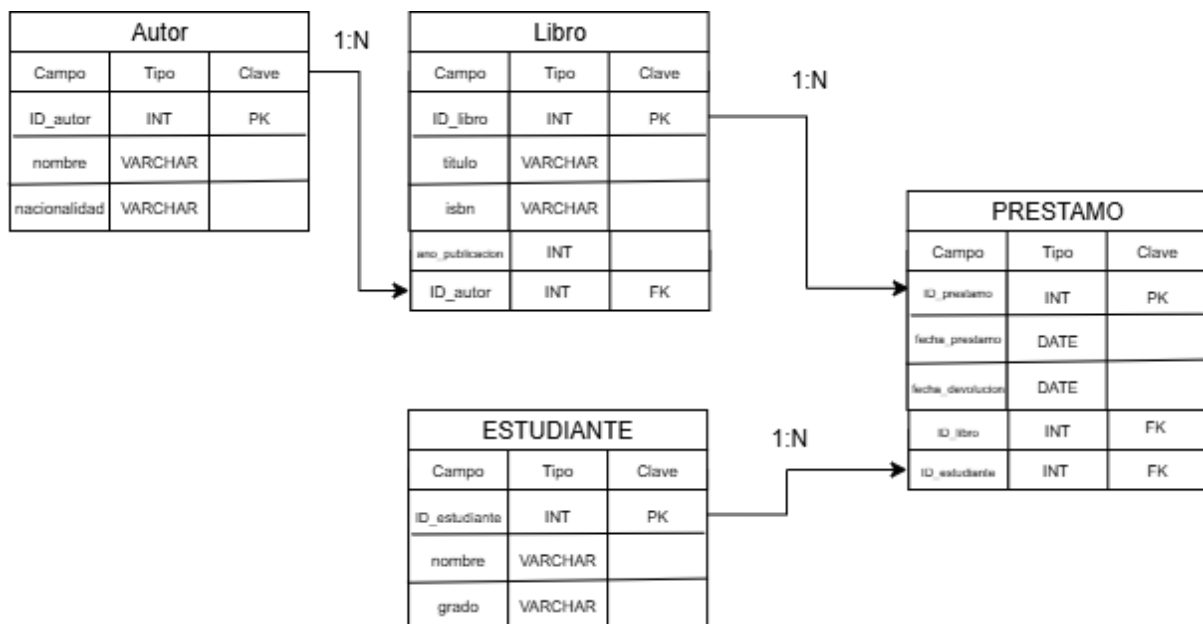 Autor
Campo Tipo Clave
ID_autor INT PK
nombre VARCHAR
nacionalidad VARCHAR
1:N
Libro
Campo Tipo Clave
ID_libro INT PK
titulo VARCHAR
isbn VARCHAR
ano_publicacion INT
ID_autor INT FK
1:N
PRESTAMO
Campo Tipo Clave
ID_prestamo INT PK
fecha_prestamo DATE
fecha_devolucion DATE
ID_libro INT FK
ID_estudiante INT FK
ESTUDIANTE
Campo Tipo Clave
ID_estudiante INT PK
nombre VARCHAR
grado VARCHAR
1:N